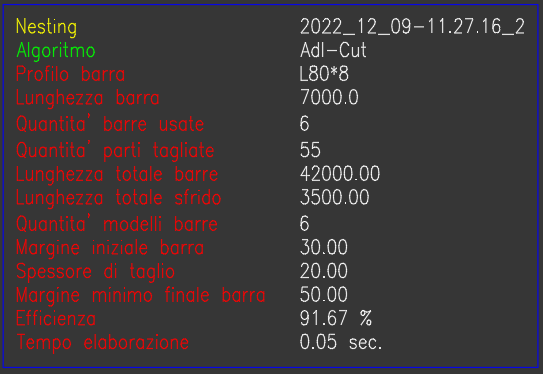 Nesting 2022_12_09-11.27.16_2
Algoritmo Adl-Cut
Profilo barra L80*8
Lunghezza barra 7000.0
Quantita' barre usate 6
Quantita' parti tagliate 55
Lunghezza totale barre 42000.00
Lunghezza totale sfrido 3500.00
Quantita' modelli barre 6
Margine iniziale barra 30.00
Spessore di taglio 20.00
Margine minimo finale barra 50.00
Efficienza 91.67 %
Tempo elaborazione 0.05 sec.